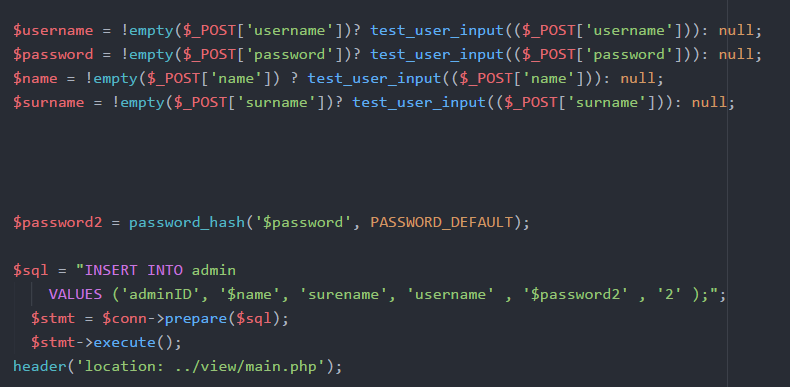 $username = !empty($_POST['username'])? test_user_input(($_POST['username'])): null;
$password = !empty($_POST['password'])? test_user_input(($_POST['password'])): null;
$name = !empty($_POST['name']) ? test_user_input(($_POST['name'])): null;
$surname = !empty($_POST['surname'])? test_user_input(($_POST['surname'])): null;
$password2 = password_hash('$password', PASSWORD_DEFAULT);
$sql = "INSERT INTO admin
VALUES ('adminID', '$name', 'surename', 'username' , '$password2' , '2' );";
$stmt = $conn->prepare($sql);
$stmt->execute();
header('location: ../view/main.php');